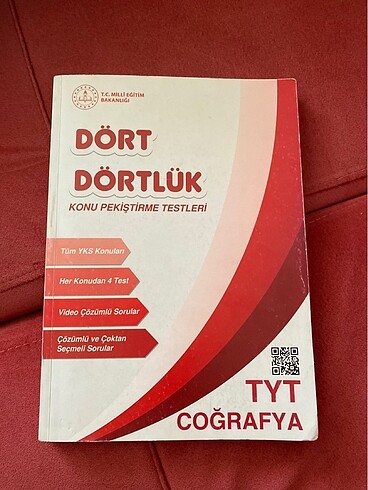 T.C. MİLLÎ EĞİTİM
BAKANLIĞI
DÖRT
DÖRTLÜK
KONU PEKİŞTİRME TESTLERİ
Tüm YKS Konuları
Her Konudan 4 Test
Video Çözümlü Sorular
Çözümlü ve Çoktan
Seçmeli Sorular
TYT
COĞRAFYA